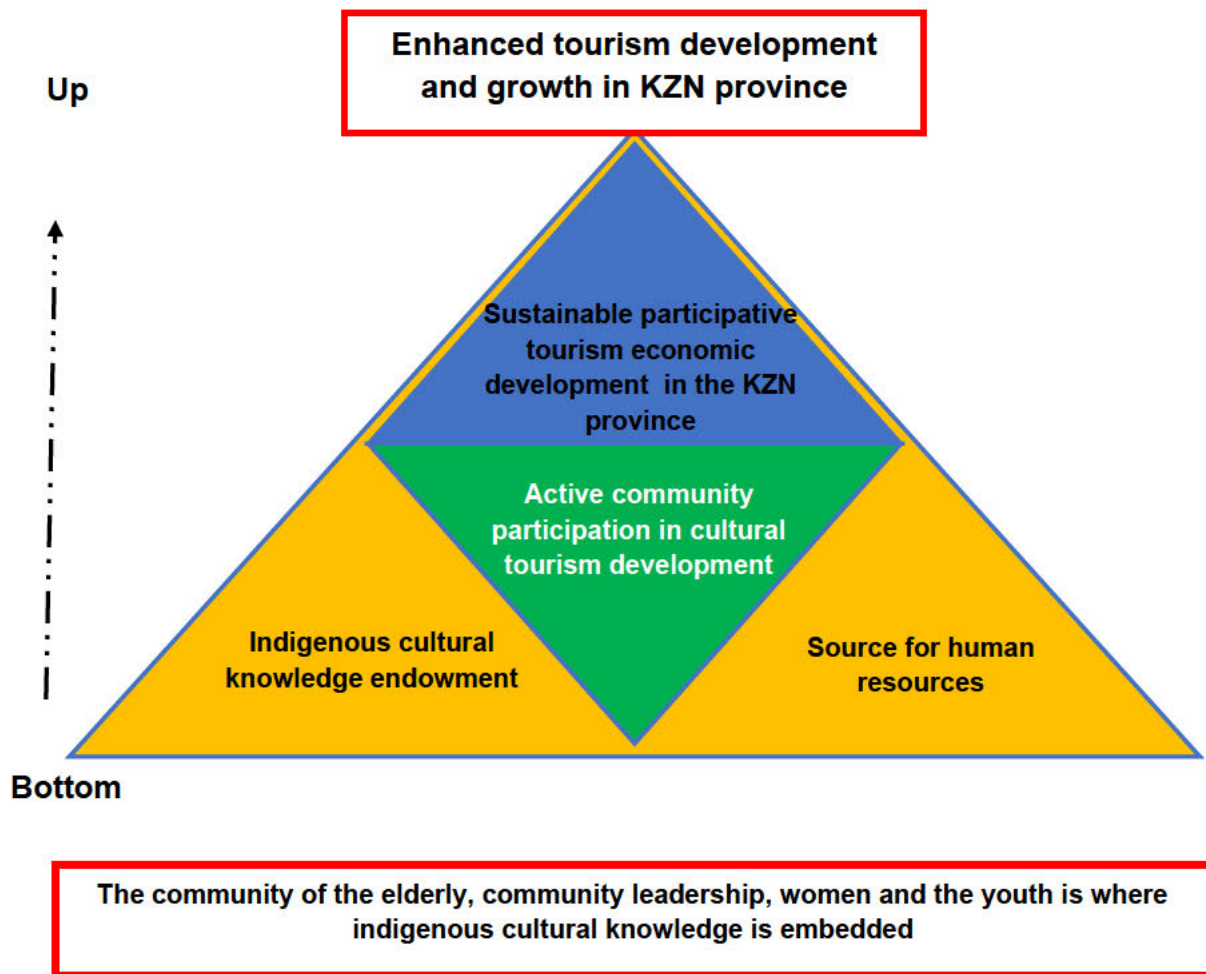 Enhanced tourism development
and growth in KZN province
Up
Sustainable participative
tourism economic
development in the KZN
province
Active community
participation in cultural
tourism development
Indigenous cultural
knowledge endowment
Source for human
resources
Bottom
The community of the elderly, community leadership, women and the youth is where
indigenous cultural knowledge is embedded